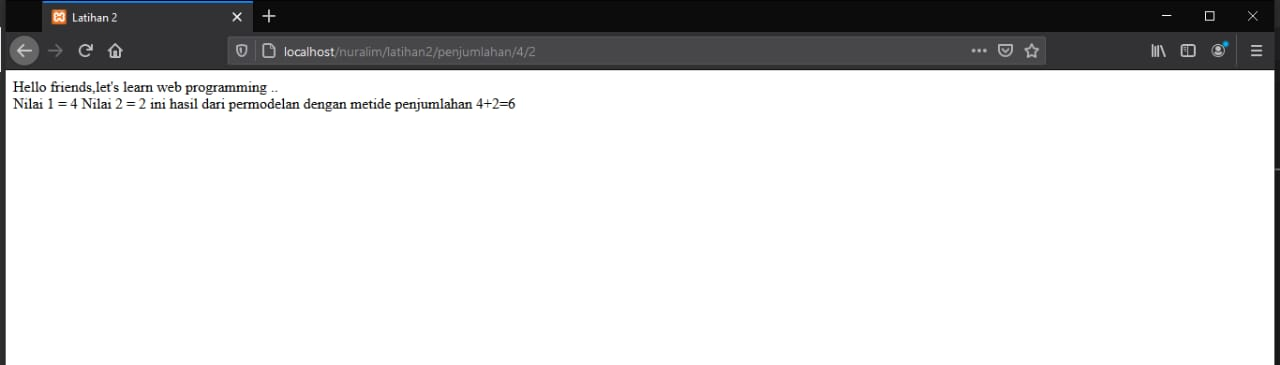 Latihan 2
localhost/nuralim/latihan2/penjumlahan/4/2
Hello friends,let's learn web programming ..
Nilai 1 = 4 Nilai 2 = 2 ini hasil dari permodelan dengan metide penjumlahan 4+2=6